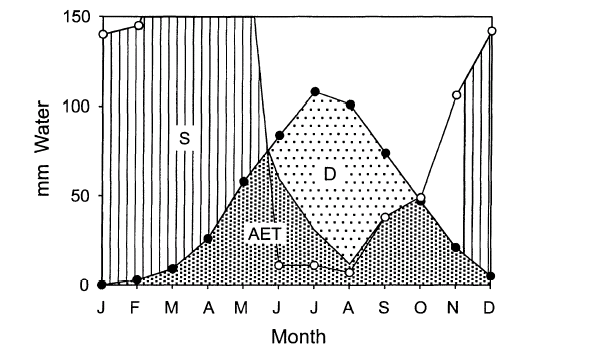 150
100
50
0
mm Water
S
D
AET
J F M A M J J A S O N D
Month